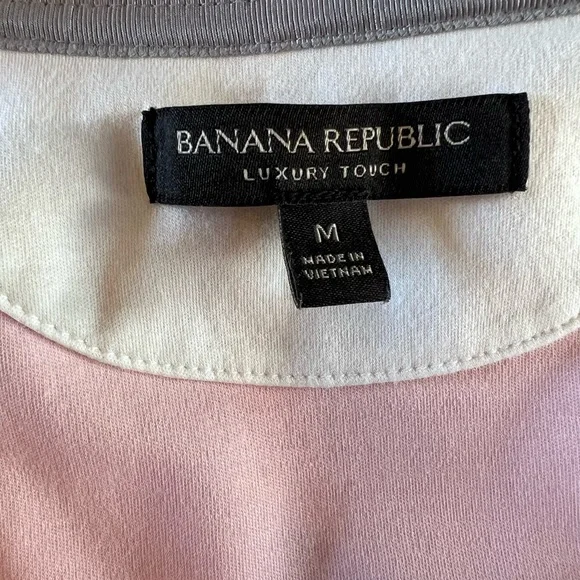 BANANA REPUBLIC
LUXURY TOUCH
M
MADE IN
VIETNAM